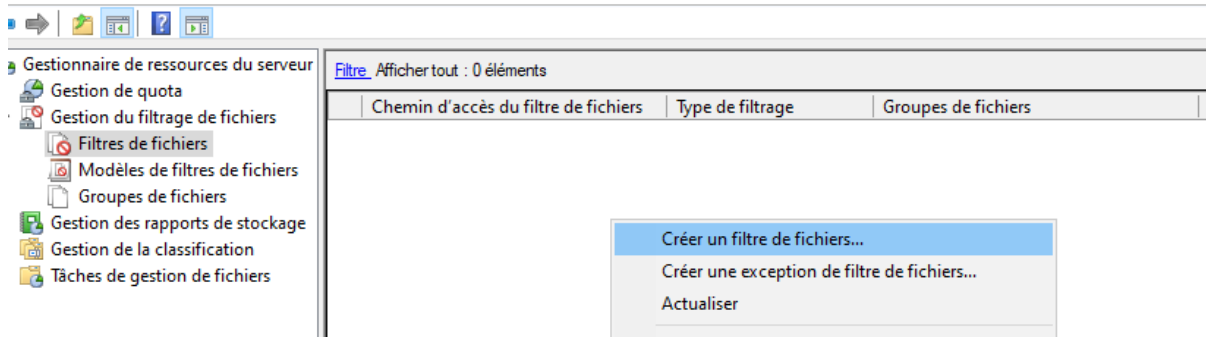 Gestionnaire de ressources du serveur
Gestion de quota
Gestion du filtrage de fichiers
Filtres de fichiers
Modèles de filtres de fichiers
Groupes de fichiers
Gestion des rapports de stockage
Gestion de la classification
Tâches de gestion de fichiers
Filtre Afficher tout : 0 éléments
Chemin d'accès du filtre de fichiers Type de filtrage Groupes de fichiers
Créer un filtre de fichiers...
Créer une exception de filtre de fichiers...
Actualiser